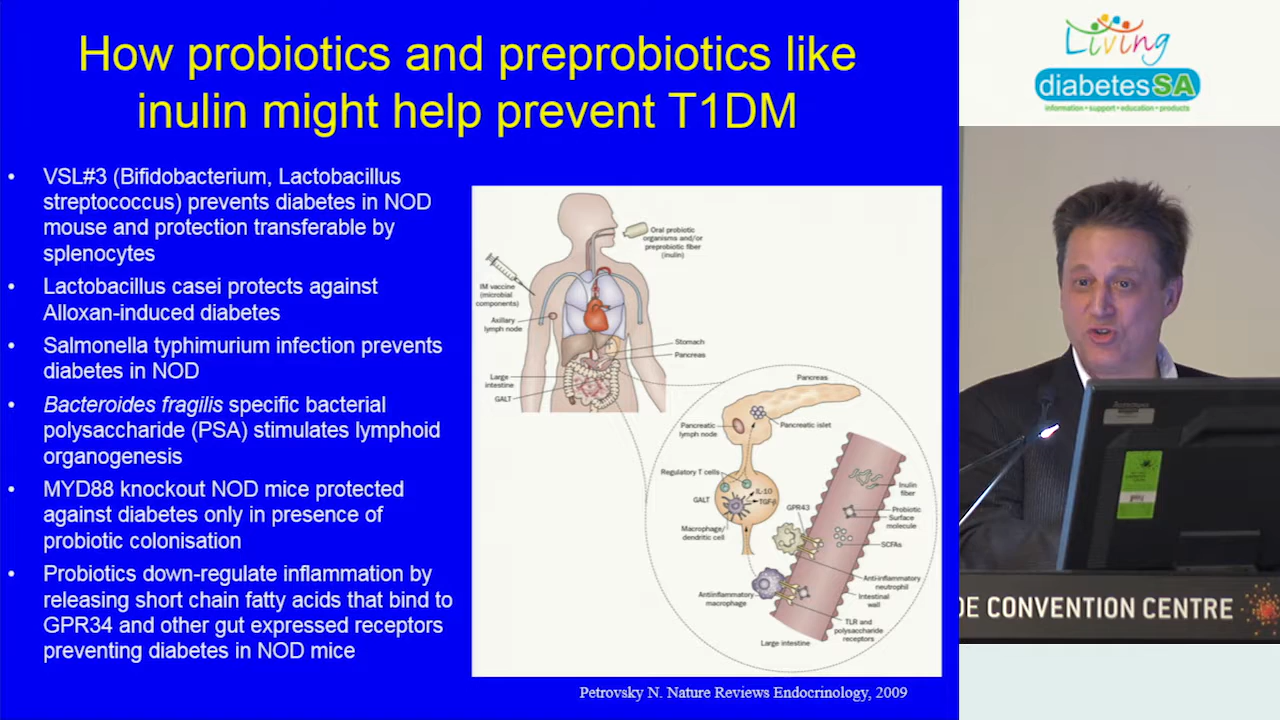 How probiotics and preprobiotics like
inulin might help prevent T1DM
• VSL#3 (Bifidobacterium, Lactobacillus
streptococcus) prevents diabetes in NOD
mouse and protection transferable by
splenocytes
• Lactobacillus casei protects against
Alloxan-induced diabetes
• Salmonella typhimurium infection prevents
diabetes in NOD
• Bacteroides fragilis specific bacterial
polysaccharide (PSA) stimulates lymphoid
organogenesis
• MYD88 knockout NOD mice protected
against diabetes only in presence of
probiotic colonisation
• Probiotics down-regulate inflammation by
releasing short chain fatty acids that bind to
GPR34 and other gut expressed receptors
preventing diabetes in NOD mice
Oral probiotic
organisms and/or
preprobiotic fiber
(inulin)
IM vaccine
(microbial
components)
Axillary
lymph node
Stomach
Pancreas
Large
intestine
GALT
Pancreas
Pancreatic
lymph node
Pancreatic islet
Regulatory T cells
IL-10
TGF-β
GALT
GPR43
Inulin
fiber
Probiotic
Surface
molecule
SCFAs
Macrophage/
dendritic cell
Anti-inflammatory
neutrophil
Intestinal
wall
Antiinflammatory
macrophage
TLR and
polysaccharide
receptors
Large intestine
Petrovsky N. Nature Reviews Endocrinology, 2009
Living
diabetesSA
information • support • education • products
DE CONVENTION CENTRE